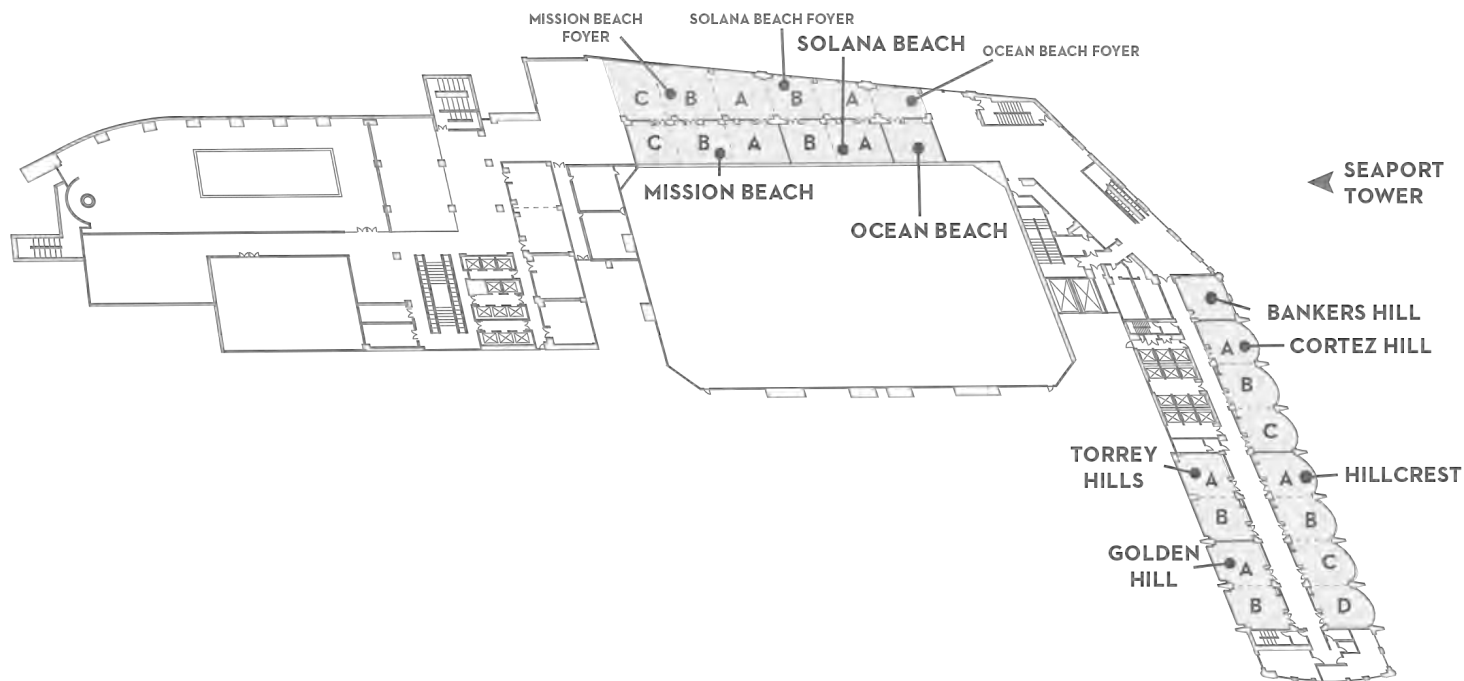 MISSION BEACH
FOYER
SOLANA BEACH FOYER
SOLANA BEACH
OCEAN BEACH FOYER
C B A B A
C B A B A
MISSION BEACH
OCEAN BEACH
SEAPORT
TOWER
BANKERS HILL
A CORTEZ HILL
B
C
TORREY
HILLS
A
B
A HILLCREST
B
GOLDEN
HILL
A
B
C
D